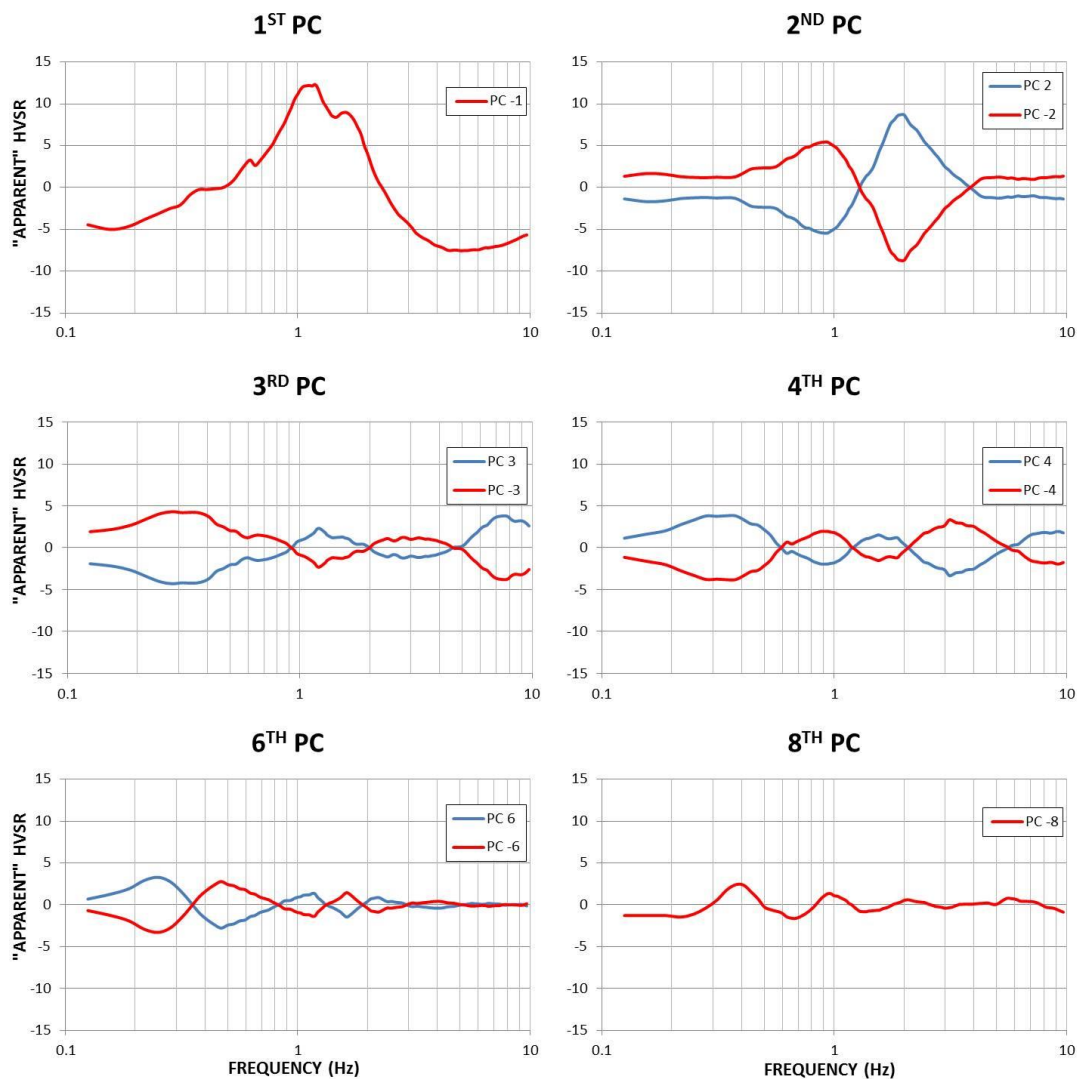 1ST PC
15
10
5
0
-5
-10
-15
0.1
1
10
"APPARENT" HVSR
PC -1
2ND PC
15
10
5
0
-5
-10
-15
0.1
1
10
PC 2
PC -2
3RD PC
15
10
5
0
-5
-10
-15
0.1
1
10
"APPARENT" HVSR
PC 3
PC -3
4TH PC
15
10
5
0
-5
-10
-15
0.1
1
10
PC 4
PC -4
6TH PC
15
10
5
0
-5
-10
-15
0.1
1
10
"APPARENT" HVSR
FREQUENCY (Hz)
PC 6
PC -6
8TH PC
15
10
5
0
-5
-10
-15
0.1
1
10
FREQUENCY (Hz)
PC -8